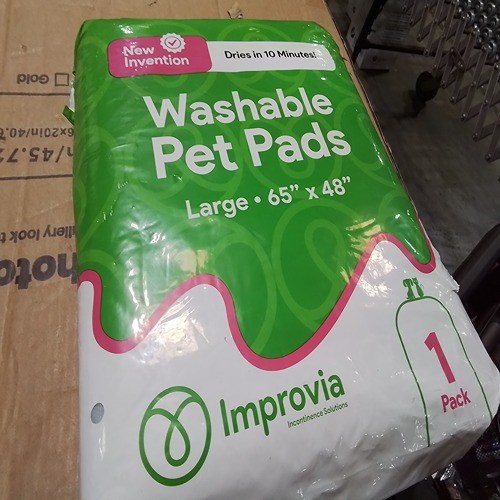 New
Invention
Dries in 10 Minutes!
Washable
Pet Pads
Large • 65" x 48"
Improvia
Incontinence Solutions
1
Pack
Gold